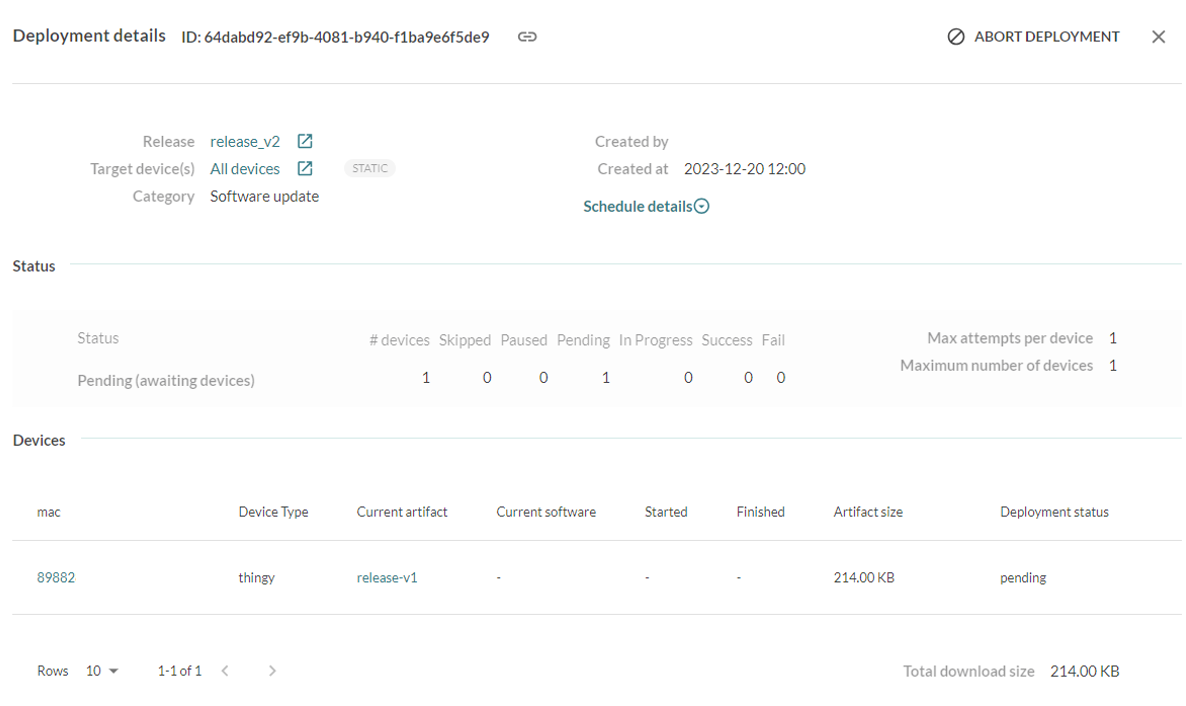 Deployment details ID: 64dabd92-ef9b-4081-b940-f1ba9e6f5de9 ABORT DEPLOYMENT
Release release_v2
Target device(s) All devices STATIC
Category Software update
Created by
Created at 2023-12-20 12:00
Schedule details
Status
Status # devices Skipped Paused Pending In Progress Success Fail
Pending (awaiting devices) 1 0 0 1 0 0 0
Max attempts per device 1
Maximum number of devices 1
Devices
mac Device Type Current artifact Current software Started Finished Artifact size Deployment status
89882 thingy release-v1 - - - 214.00 KB pending
Rows 10 1-1 of 1 Total download size 214.00 KB